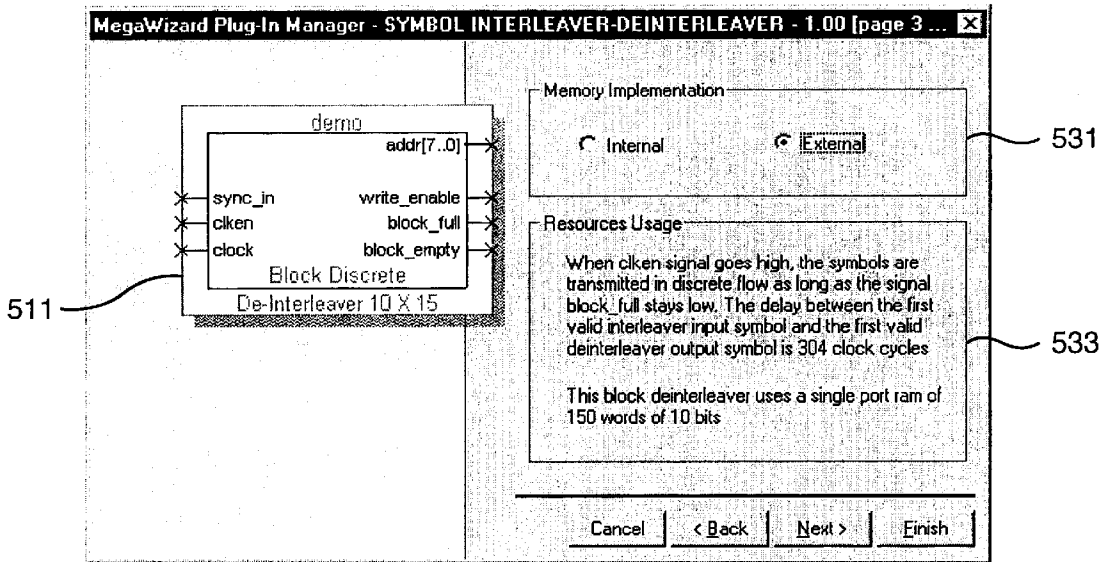 MegaWizard Plug-In Manager - SYMBOL INTERLEAVER-DEINTERLEAVER - 1.00 [page 3 ...
demo
addr[7..0]
sync_in
write_enable
clken
block_full
clock
block_empty
Block Discrete
De-Interleaver 10 X 15
511
Memory Implementation
Internal
External
531
Resources Usage
When clken signal goes high, the symbols are
transmitted in discrete flow as long as the signal
block_full stays low. The delay between the first
valid interleaver input symbol and the first valid
deinterleaver output symbol is 304 clock cycles
This block deinterleaver uses a single port ram of
150 words of 10 bits
533
Cancel
< Back
Next >
Finish